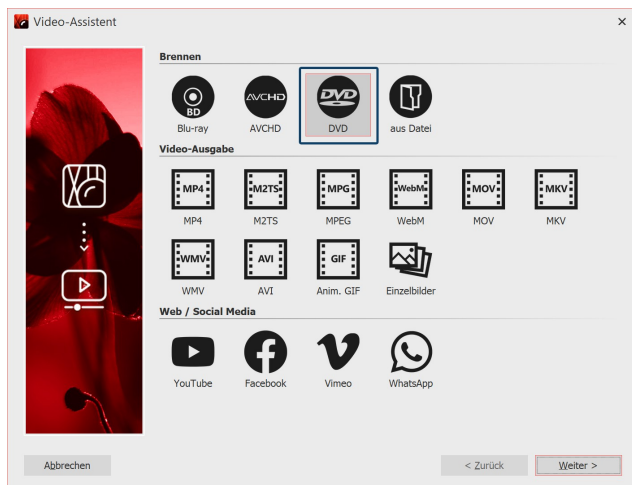 Video-Assistent
Brennen
BD
AVCHD
DVD
Blu-ray AVCHD DVD aus Datei
Video-Ausgabe
MP4 M2TS MPG WebM MOV MKV
MP4 M2TS MPEG WebM MOV MKV
WMV AVI GIF
WMV AVI Anim. GIF Einzelbilder
Web / Social Media
YouTube Facebook Vimeo WhatsApp
Abbrechen < Zurück Weiter >